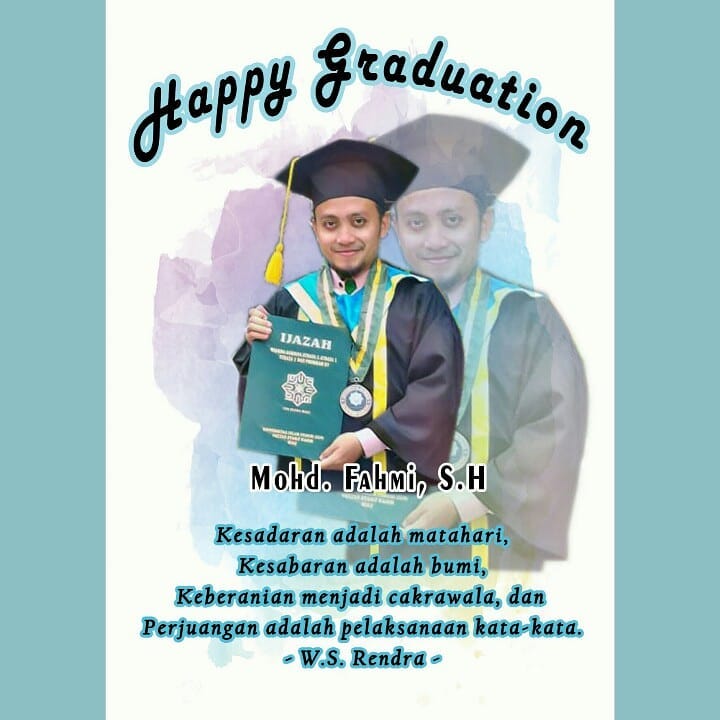 Happy Graduation
IJAZAH
Mohd. Fahmi, S.H
Kesadaran adalah matahari,
Kesabaran adalah bumi,
Keberanian menjadi cakrawala, dan
Perjuangan adalah pelaksanaan kata-kata.
- W.S. Rendra -